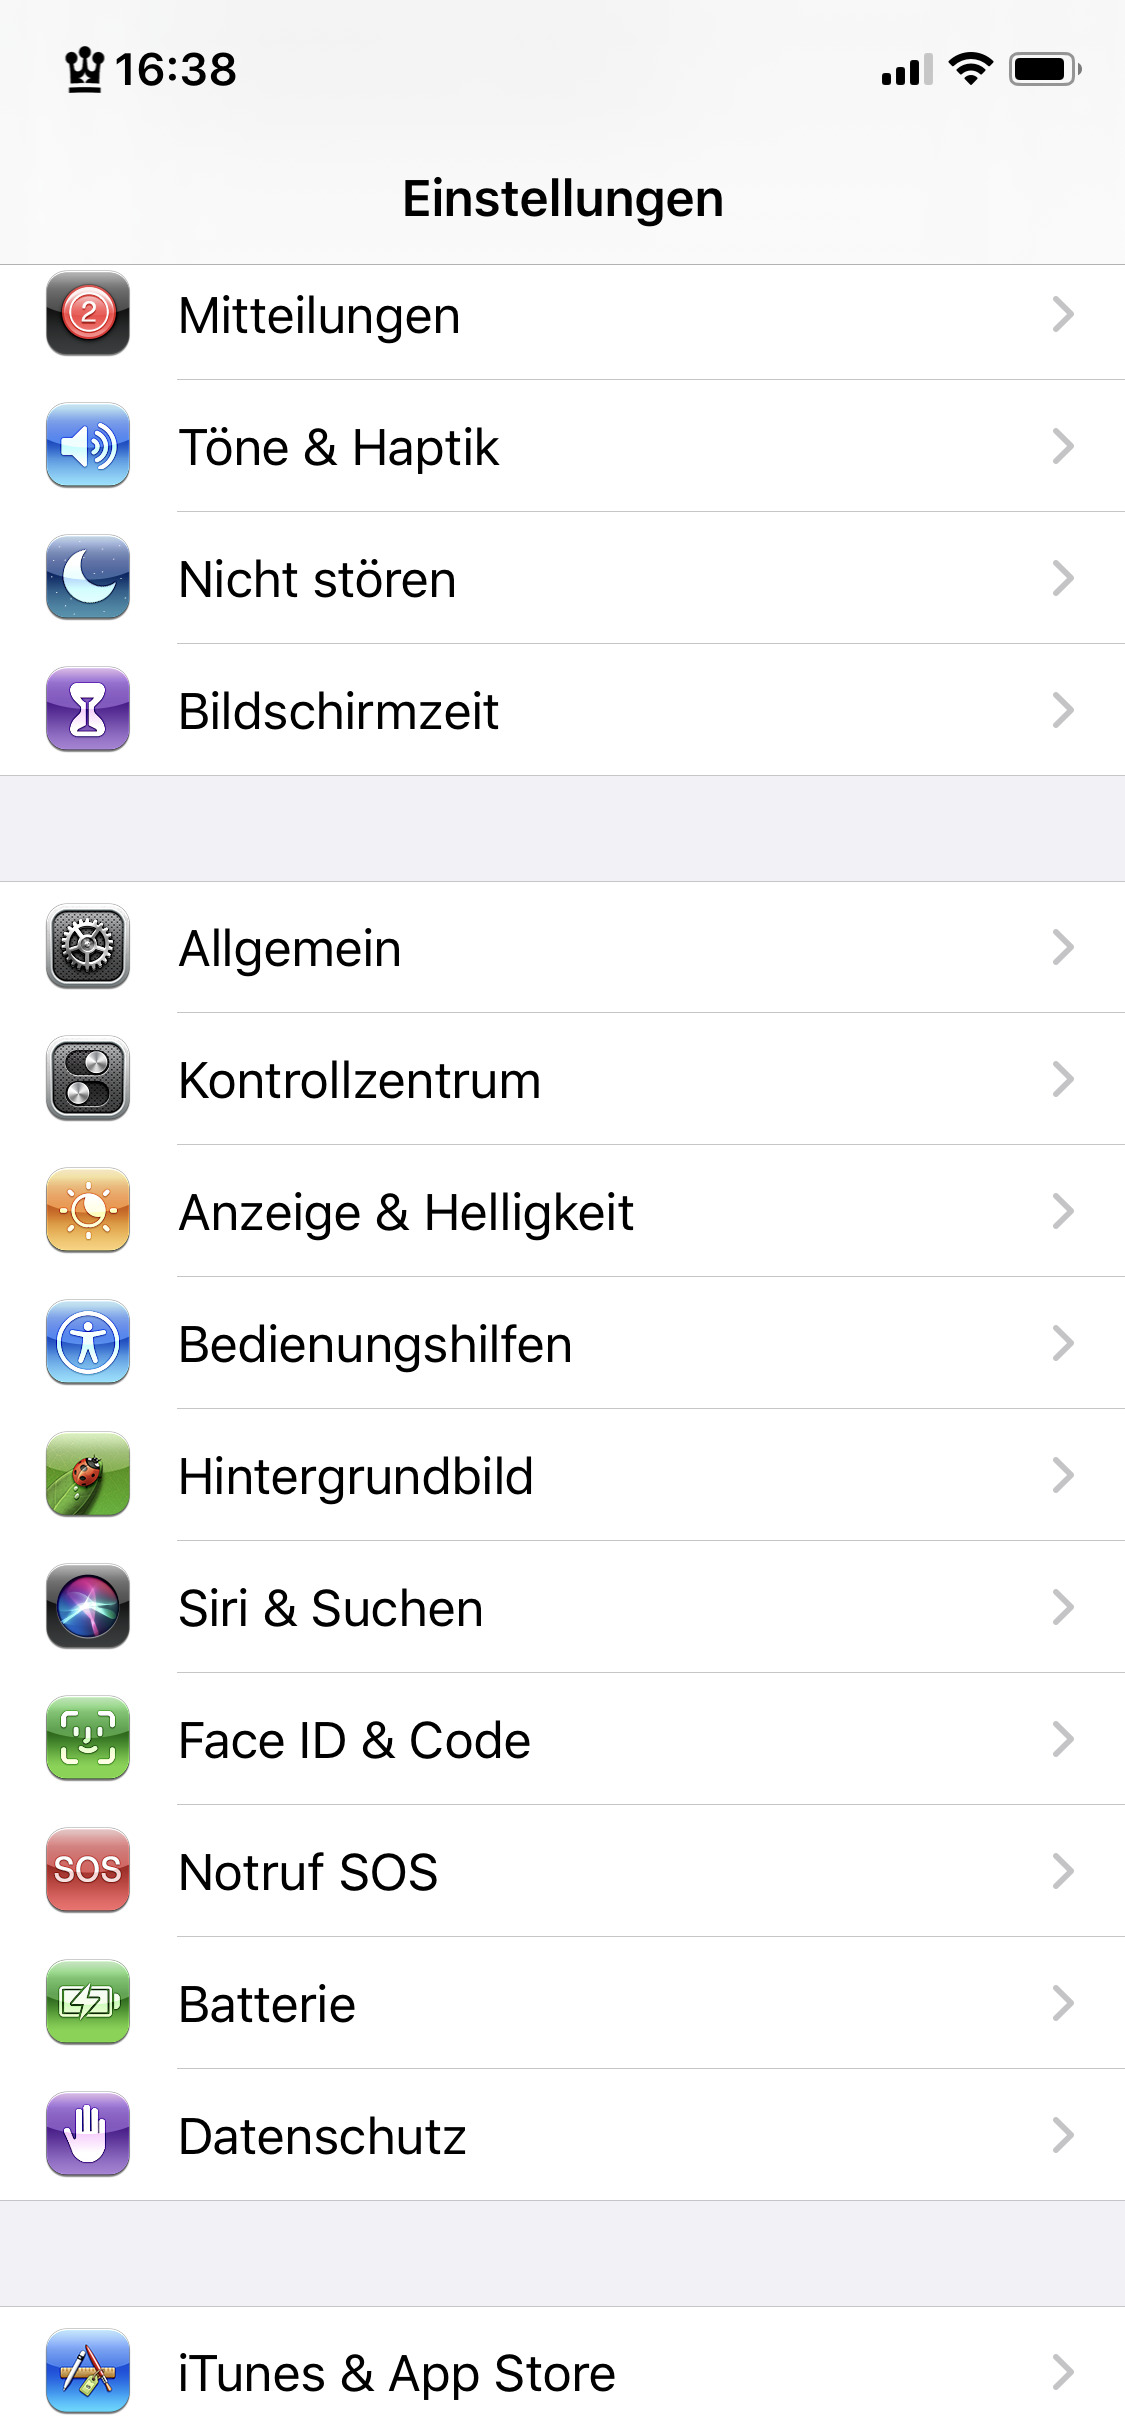 16:38
Einstellungen
2
Mitteilungen
Töne & Haptik
Nicht stören
Bildschirmzeit
Allgemein
Kontrollzentrum
Anzeige & Helligkeit
Bedienungshilfen
Hintergrundbild
Siri & Suchen
Face ID & Code
SOS
Notruf SOS
Batterie
Datenschutz
iTunes & App Store